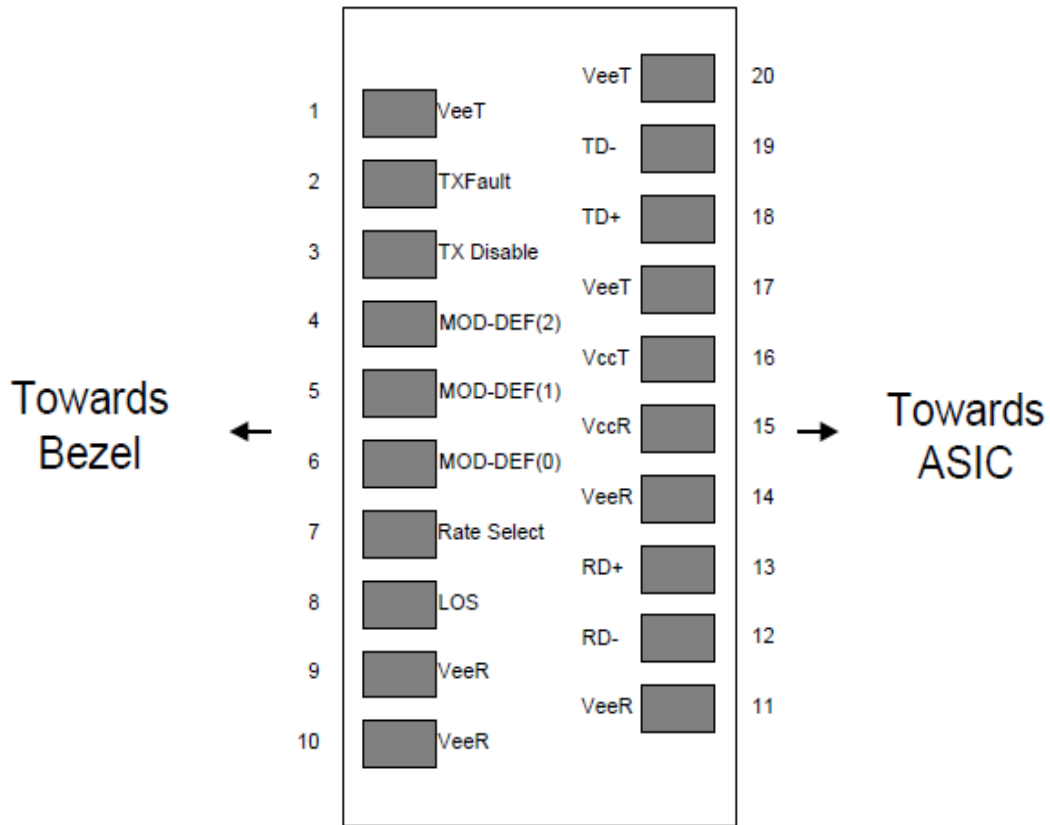 VeeT 20
1 VeeT
TD- 19
2 TXFault
TD+ 18
3 TX Disable
VeeT 17
4 MOD-DEF(2)
VccT 16
5 MOD-DEF(1)
Towards
Bezel
VccR 15
Towards
ASIC
6 MOD-DEF(0)
VeeR 14
7 Rate Select
RD+ 13
8 LOS
RD- 12
9 VeeR
VeeR 11
10 VeeR